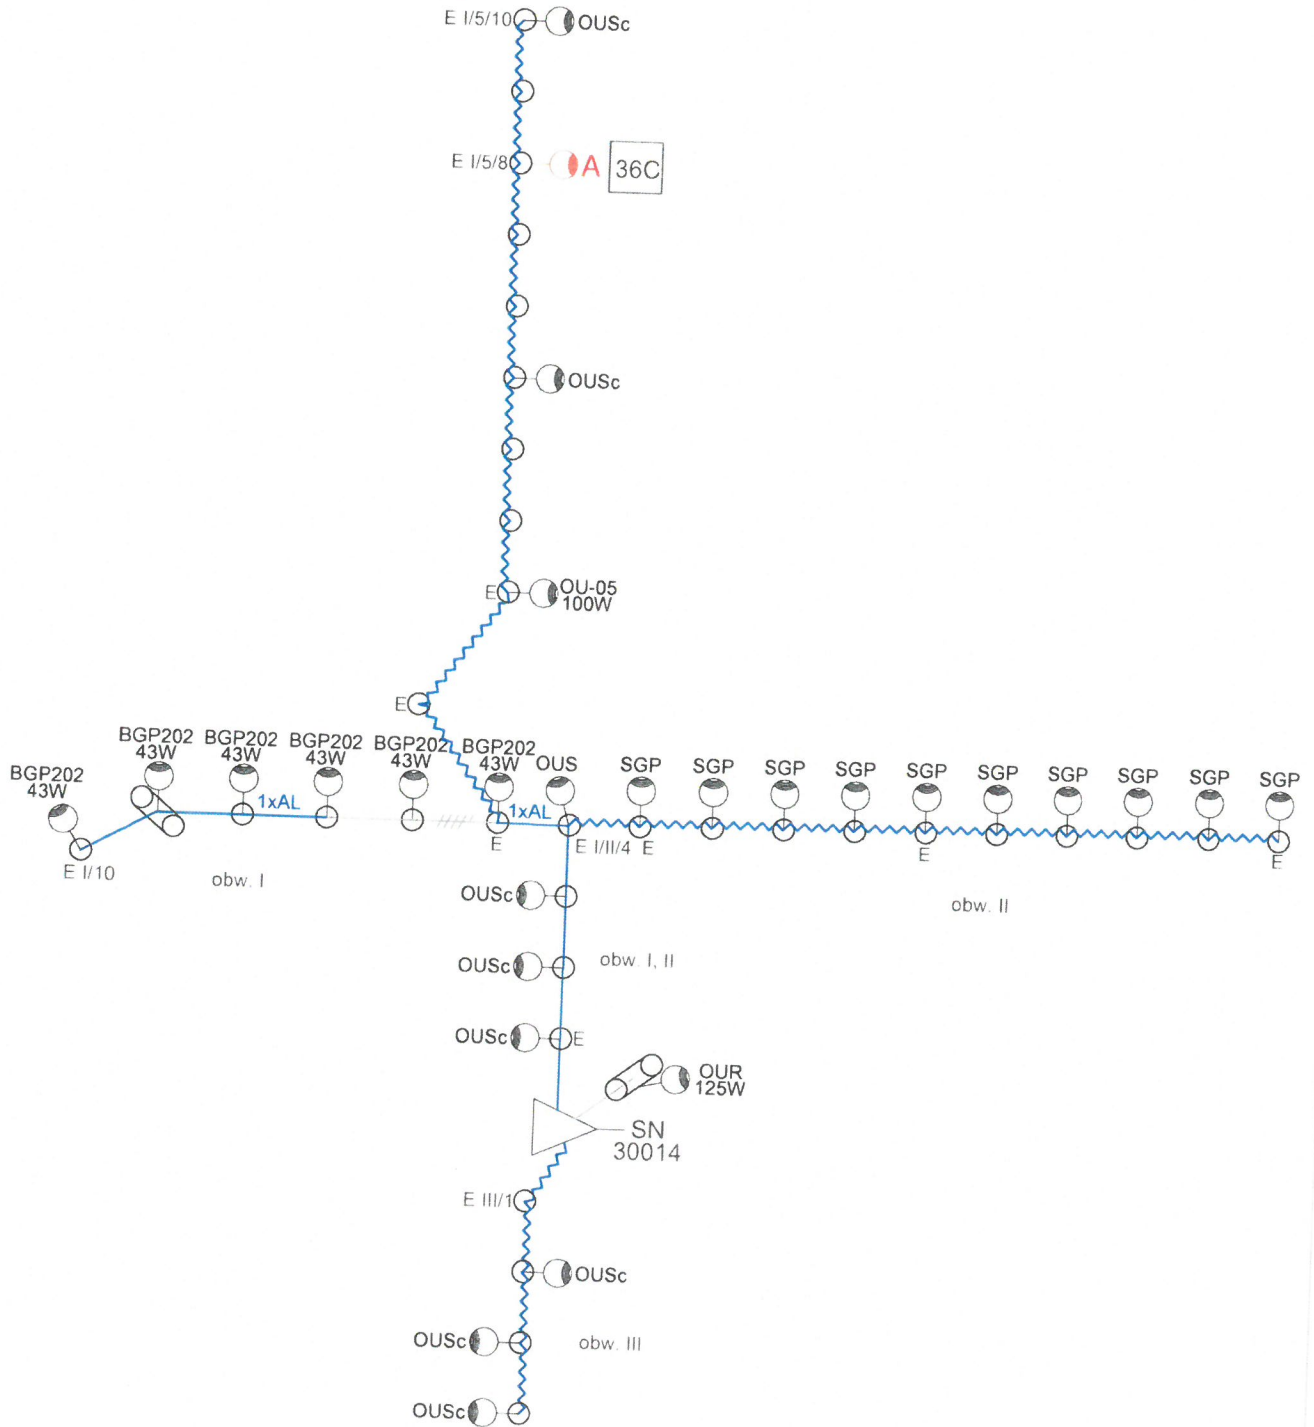 E I/5/10 OUSc
E I/5/8 A 36C
OUSc
E OU-05
100W
E
BGP202
43W
BGP202
43W
BGP202
43W
BGP202
43W
BGP202
43W
BGP202
43W
OUS
SGP
SGP
SGP
SGP
SGP
SGP
SGP
SGP
SGP
SGP
1xAL
1xAL
E
E I/II/4
E
E
E
E I/10
obw. I
obw. II
OUSc
OUSc
obw. I, II
OUSc
E
OUR
125W
SN
30014
E III/1
OUSc
OUSc
obw. III
OUSc